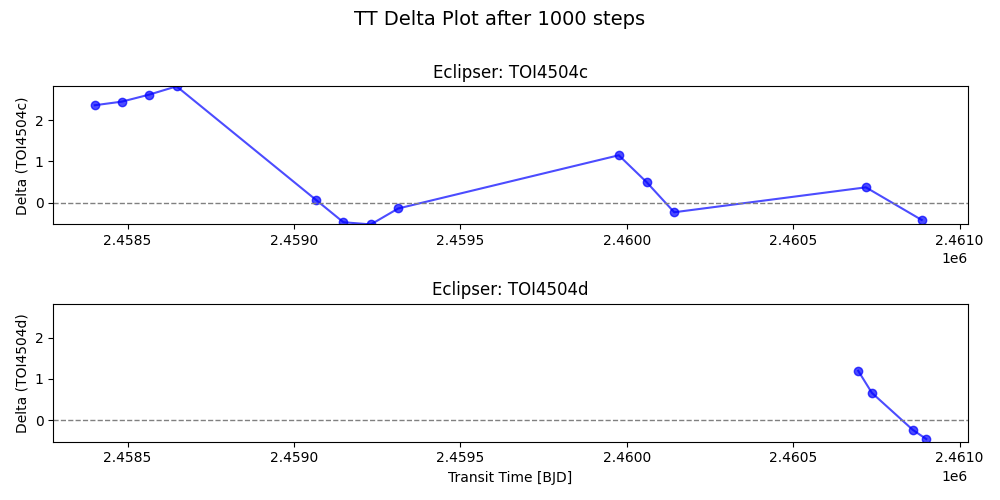 TT Delta Plot after 1000 steps
Eclipser: TOI4504c
Delta (TOI4504c)
2
1
0
2.4585 2.4590 2.4595 2.4600 2.4605 2.4610
1e6
Eclipser: TOI4504d
Delta (TOI4504d)
2
1
0
2.4585 2.4590 2.4595 2.4600 2.4605 2.4610
1e6
Transit Time [BJD]